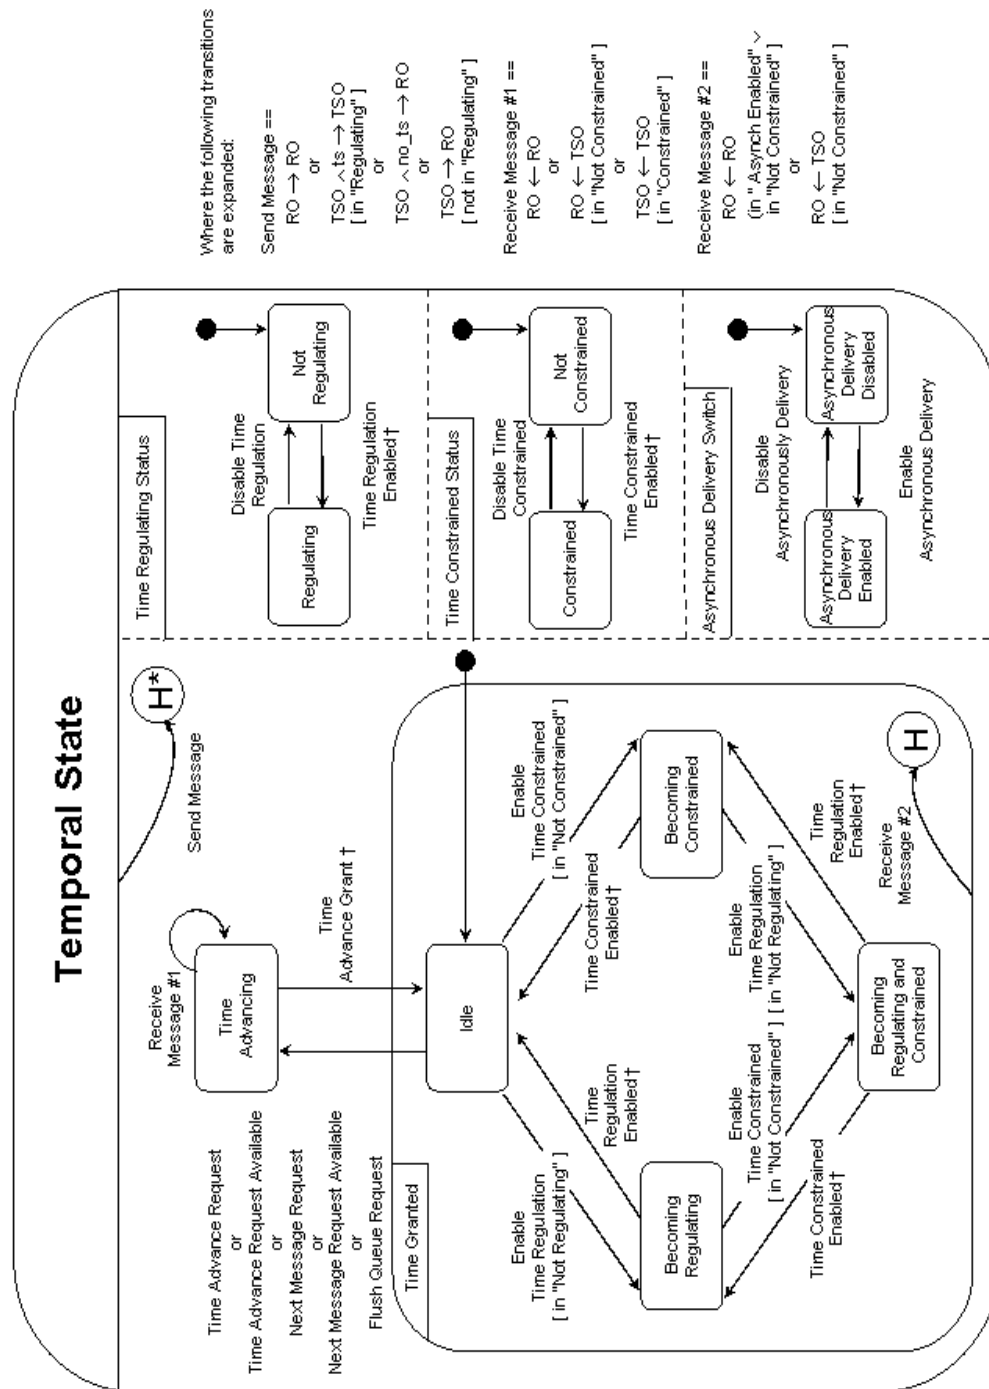 Temporal State
H*
Send Message
Receive
Message #1
Time
Advancing
Time Advance Request
or
Time Advance Request Available
or
Next Message Request
or
Next Message Request Available
or
Flush Queue Request
Time
Advance Grant †
Time Granted
Idle
Enable
Time Regulation
[ in "Not Regulating" ]
Time
Regulation
Enabled†
Time Constrained
Enabled†
Enable
Time Constrained
[ in "Not Constrained" ]
Becoming
Regulating
Becoming
Constrained
Time Constrained
Enabled†
Enable
Time Constrained
[ in "Not Constrained" ]
Enable
Time Regulation
[ in "Not Regulating" ]
Time
Regulation
Enabled†
Becoming
Regulating and
Constrained
Receive
Message #2
H
Time Regulating Status
Regulating
Disable Time
Regulation
Time Regulation
Enabled†
Not
Regulating
Time Constrained Status
Constrained
Disable Time
Constrained
Time Constrained
Enabled†
Not
Constrained
Asynchronous Delivery Switch
Asynchronous
Delivery
Enabled
Disable
Asynchronously Delivery
Enable
Asynchronous Delivery
Asynchronous
Delivery
Disabled
Where the following transitions
are expanded:
Send Messsage ==
RO → RO
or
TSO ∧ ts → TSO
[ in "Regulating" ]
or
TSO ∧ no_ts → RO
or
TSO → RO
[ not in "Regulating" ]
Receive Message #1 ==
RO ← RO
or
RO ← TSO
[ in "Not Constrained" ]
or
TSO ← TSO
[ in "Constrained" ]
Receive Message #2 ==
RO ← RO
(in " Asynch Enabled" ∨
in "Not Constrained" ]
or
RO ← TSO
[ in "Not Constrained" ]